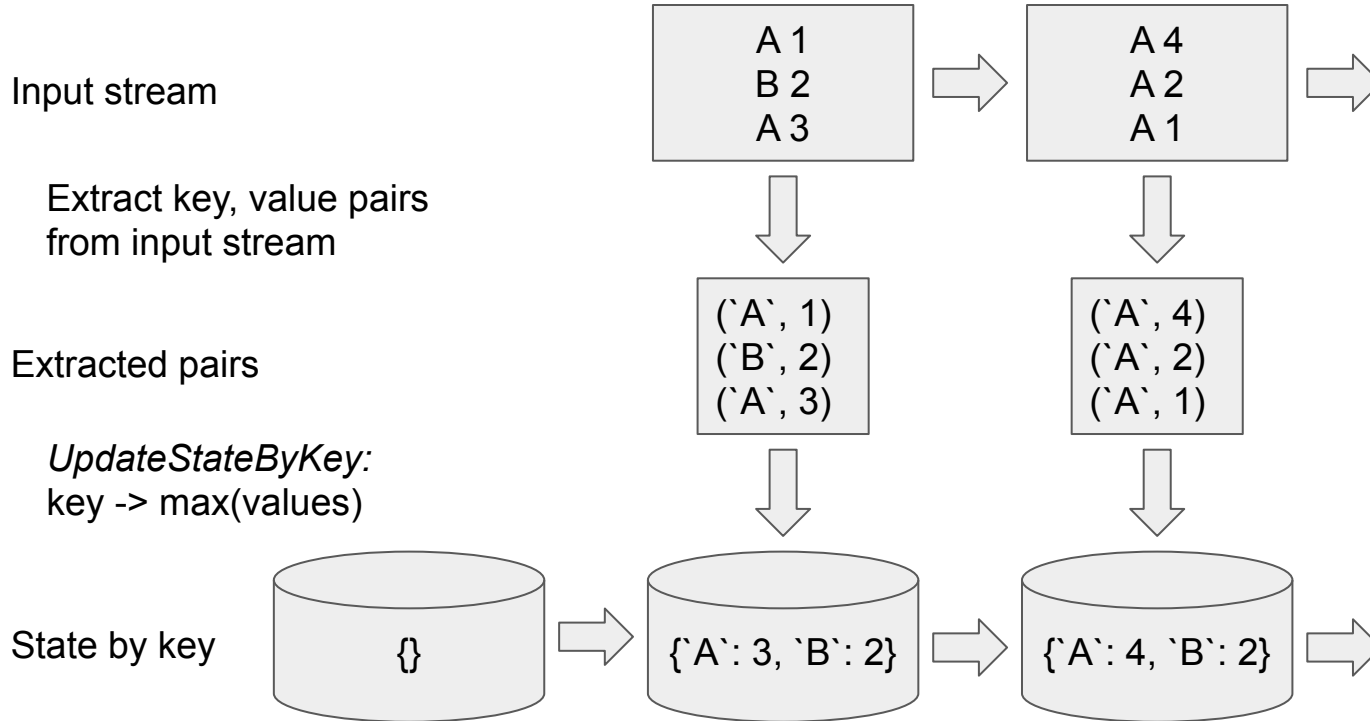 A 1
B 2
A 3
A 4
A 2
A 1
Input stream
Extract key, value pairs
from input stream
(`A`, 1)
(`B`, 2)
(`A`, 3)
(`A`, 4)
(`A`, 2)
(`A`, 1)
Extracted pairs
UpdateStateByKey:
key -> max(values)
State by key
{}
{`A`: 3, `B`: 2}
{`A`: 4, `B`: 2}